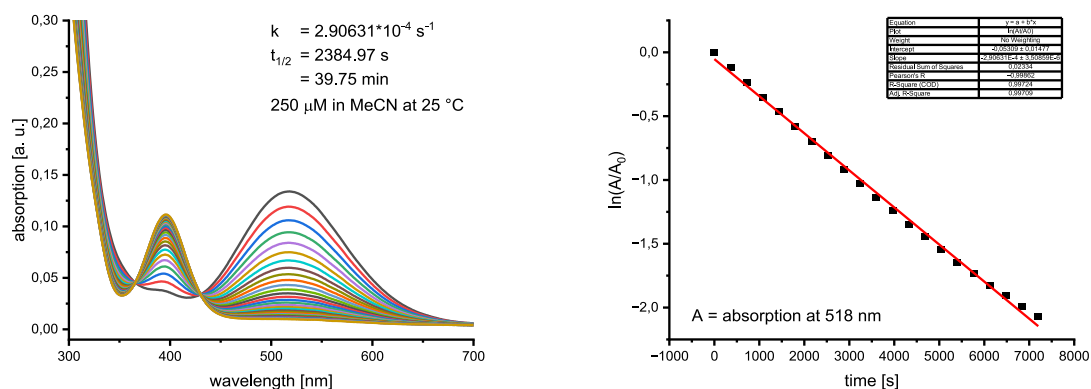 k = 2.90631*10⁻⁴ s⁻¹
t1/2 = 2384.97 s
= 39.75 min
250 μM in MeCN at 25 °C
0,30
0,25
0,20
0,15
0,10
0,05
0,00
absorption [a. u.]
300 400 500 600 700
wavelength [nm]
Equation y = a + b*x
Plot ln(At/A0)
Weight No Weighting
Intercept -0,05309 ± 0,01477
Slope -2,90631E-4 ± 3,50859E-6
Residual Sum of Squares 0,02334
Pearson's R -0,99862
R-Square (COD) 0,99724
Adj. R-Square 0,99709
0,0
-0,5
-1,0
-1,5
-2,0
ln(A/A₀)
A = absorption at 518 nm
-1000 0 1000 2000 3000 4000 5000 6000 7000 8000
time [s]